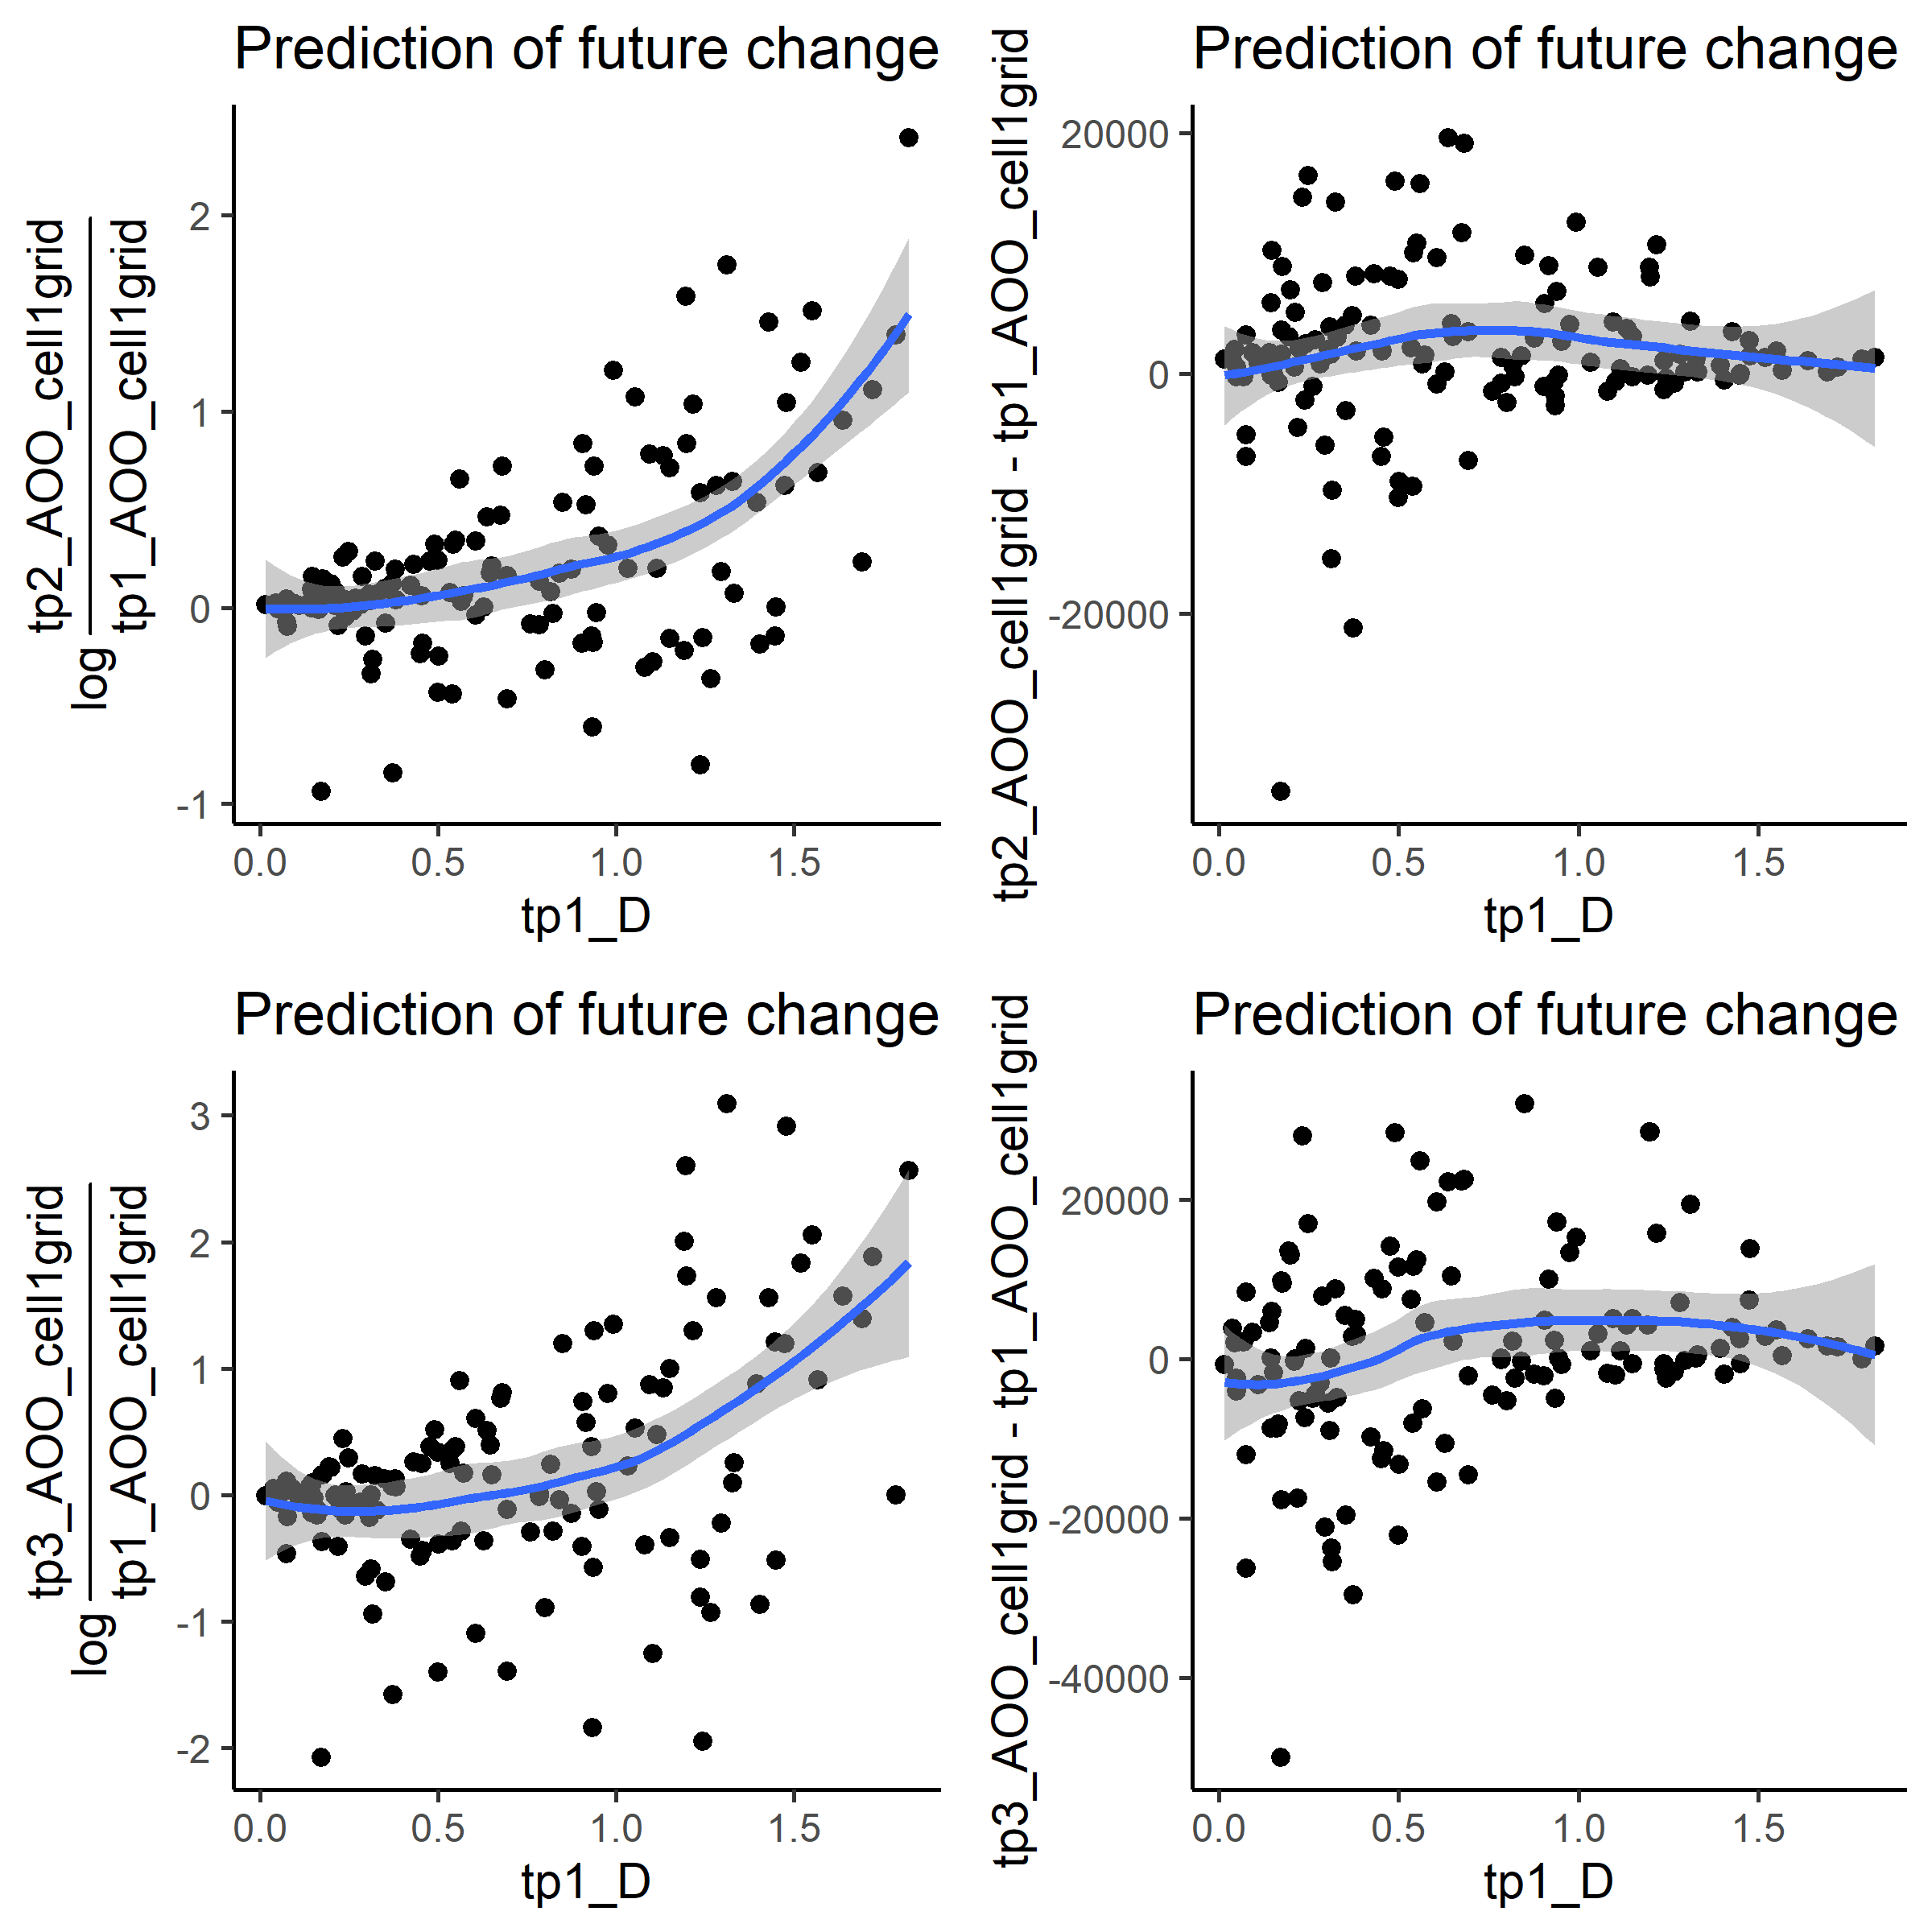 Prediction of future change
log tp2_AOO_cell1grid
tp1_AOO_cell1grid
2
1
0
-1
0.0 0.5 1.0 1.5
tp1_D
Prediction of future change
tp2_AOO_cell1grid - tp1_AOO_cell1grid
20000
0
-20000
0.0 0.5 1.0 1.5
tp1_D
Prediction of future change
log tp3_AOO_cell1grid
tp1_AOO_cell1grid
3
2
1
0
-1
-2
0.0 0.5 1.0 1.5
tp1_D
Prediction of future change
tp3_AOO_cell1grid - tp1_AOO_cell1grid
20000
0
-20000
-40000
0.0 0.5 1.0 1.5
tp1_D